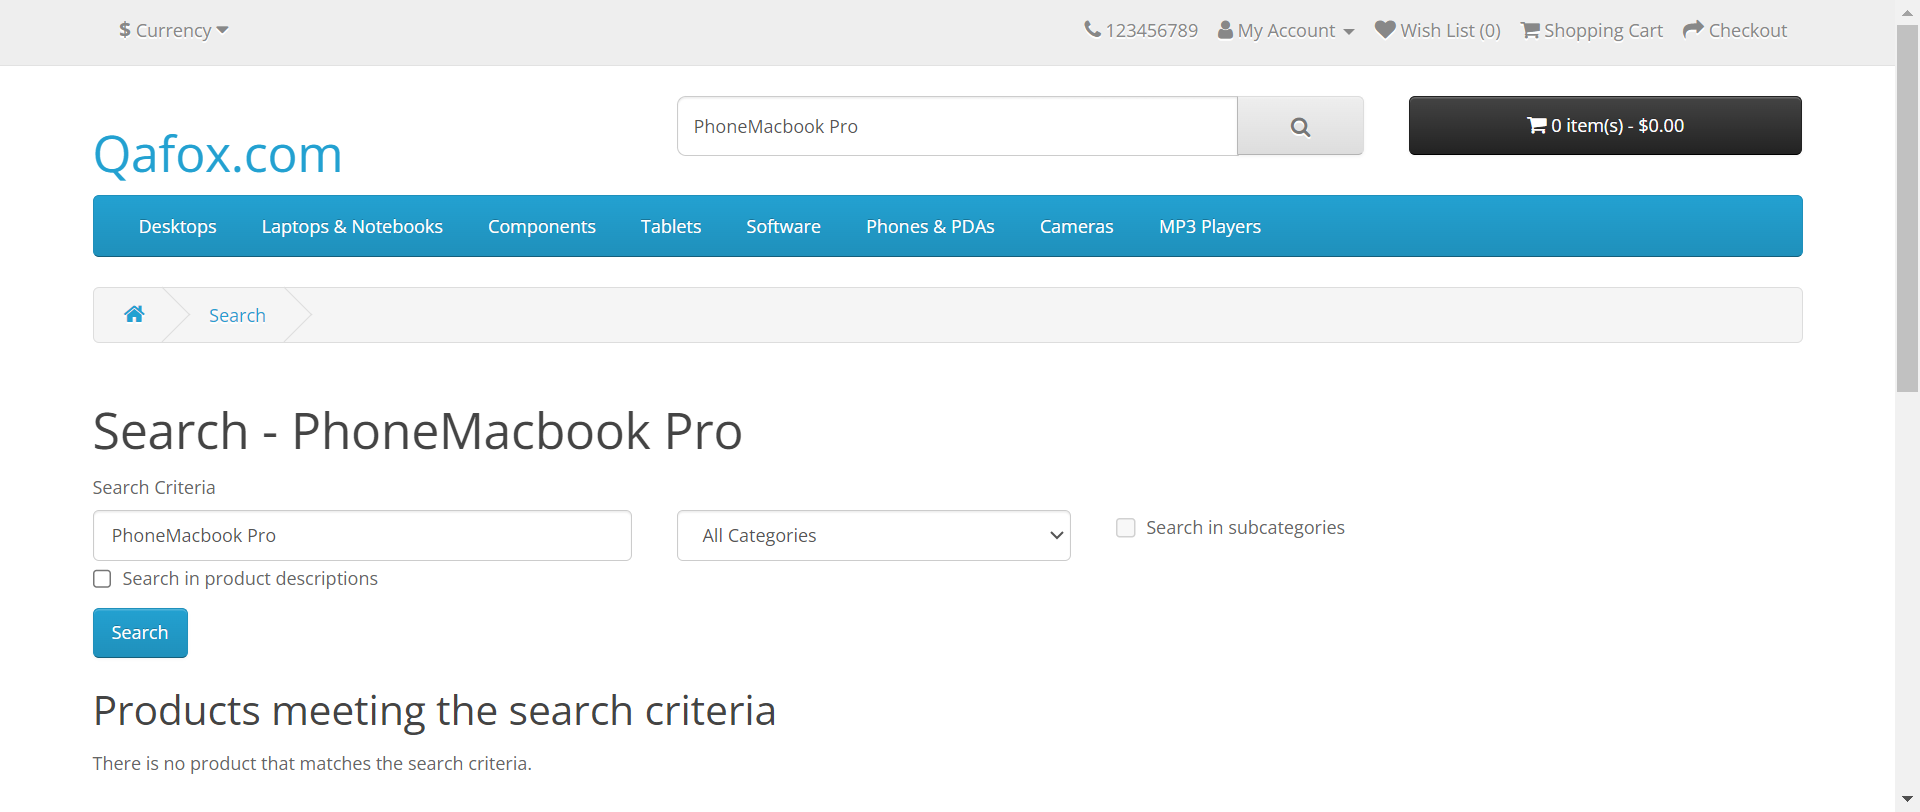 $ Currency
123456789 My Account Wish List (0) Shopping Cart Checkout
Qafox.com
PhoneMacbook Pro
0 item(s) - $0.00
Desktops Laptops & Notebooks Components Tablets Software Phones & PDAs Cameras MP3 Players
Search
Search - PhoneMacbook Pro
Search Criteria
PhoneMacbook Pro
All Categories
Search in subcategories
Search in product descriptions
Search
Products meeting the search criteria
There is no product that matches the search criteria.